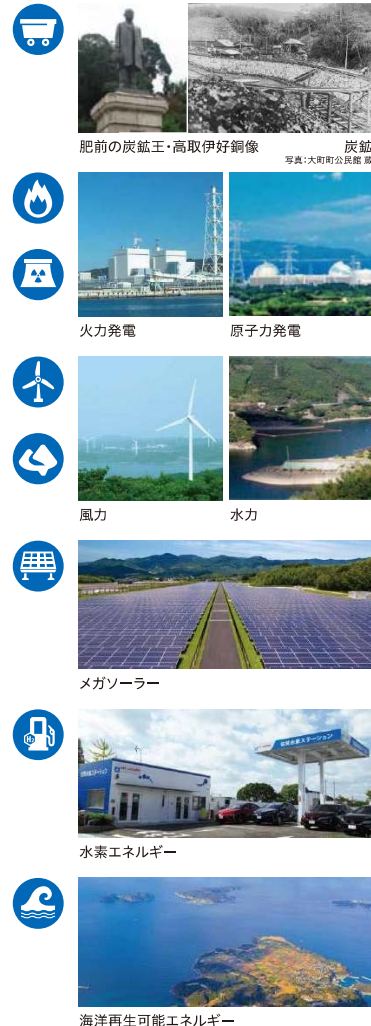 肥前の炭鉱王・高取伊好銅像
炭鉱
写真：大町町公民館 蔵
火力発電
原子力発電
風力
水力
メガソーラー
H₂
佐賀水素ステーション
水素エネルギー
海洋再生可能エネルギー